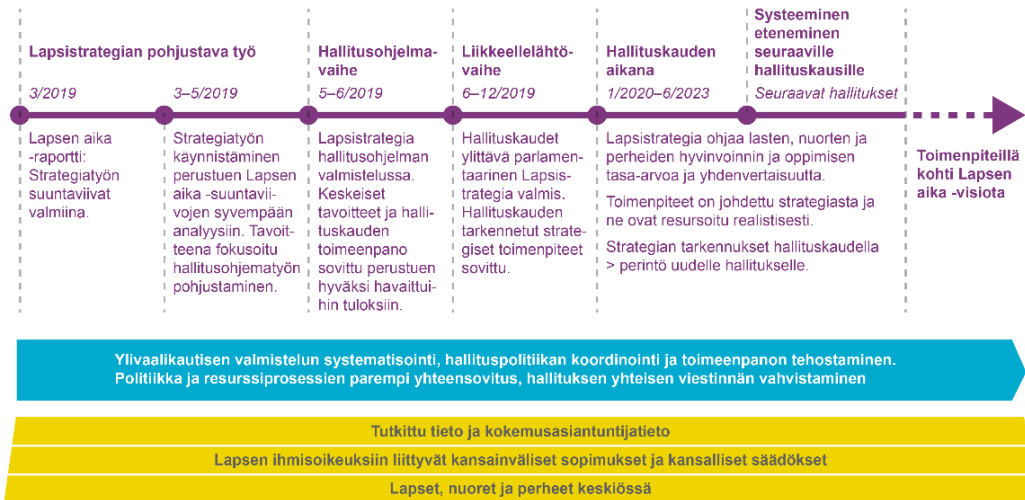 Lapsistrategian pohjustava työ
3/2019
3–5/2019
Hallitusohjelma-
vaihe
5–6/2019
Liikkeellelähtö-
vaihe
6–12/2019
Hallituskauden
aikana
1/2020–6/2023
Systeeminen
eteneminen
seuraaville
hallituskausille
Seuraavat hallitukset
Lapsen aika
-raportti:
Strategiatyön
suuntaviivat
valmiina.
Strategiatyön
käynnistäminen
perustuen Lapsen
aika -suuntavii-
vojen syvempään
analyysiin. Tavoit-
teena fokusoitu
hallitusohjematyön
pohjustaminen.
Lapsistrategia
hallitusohjelman
valmistelussa.
Keskeiset
tavoitteet ja halli-
tuskauden
toimeenpano
sovittu perustuen
hyväksi havaittui-
hin tuloksiin.
Hallituskaudet
ylittävä parlamen-
taarinen Lapsis-
trategia valmis.
Hallituskauden
tarkennetut strate-
giset toimenpiteet
sovittu.
Lapsistrategia ohjaa lasten, nuorten ja
perheiden hyvinvoinnin ja oppimisen
tasa-arvoa ja yhdenvertaisuutta.
Toimenpiteet on johdettu strategiasta ja
ne ovat resursoitu realistisesti.
Strategian tarkennukset hallituskaudella
> perintö uudelle hallitukselle.
Toimenpiteillä
kohti Lapsen
aika -visiota
Ylivaalikautisen valmistelun systematisointi, hallituspolitiikan koordinointi ja toimeenpanon tehostaminen.
Politiikka ja resurssiprosessien parempi yhteensovitus, hallituksen yhteisen viestinnän vahvistaminen
Tutkittu tieto ja kokemusasiantuntijatieto
Lapsen ihmisoikeuksiin liittyvät kansainväliset sopimukset ja kansalliset säädökset
Lapset, nuoret ja perheet keskiössä